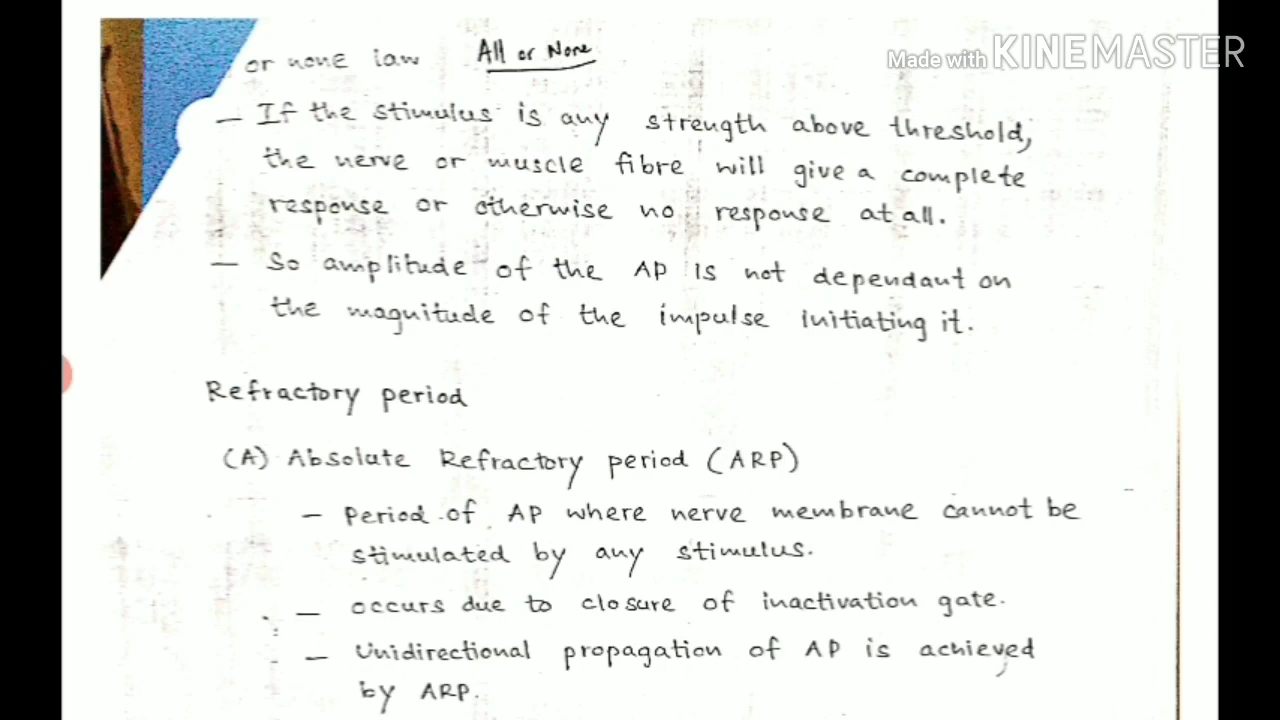 Made with KINEMASTER
or none law All or None
– If the stimulus is any strength above threshold,
the nerve or muscle fibre will give a complete
response or otherwise no response at all.
– So amplitude of the AP is not dependant on
the magnitude of the impulse initiating it.
Refractory period
(A) Absolute Refractory period (ARP)
– Period of AP where nerve membrane cannot be
stimulated by any stimulus.
– occurs due to closure of inactivation gate.
– Unidirectional propagation of AP is achieved
by ARP.